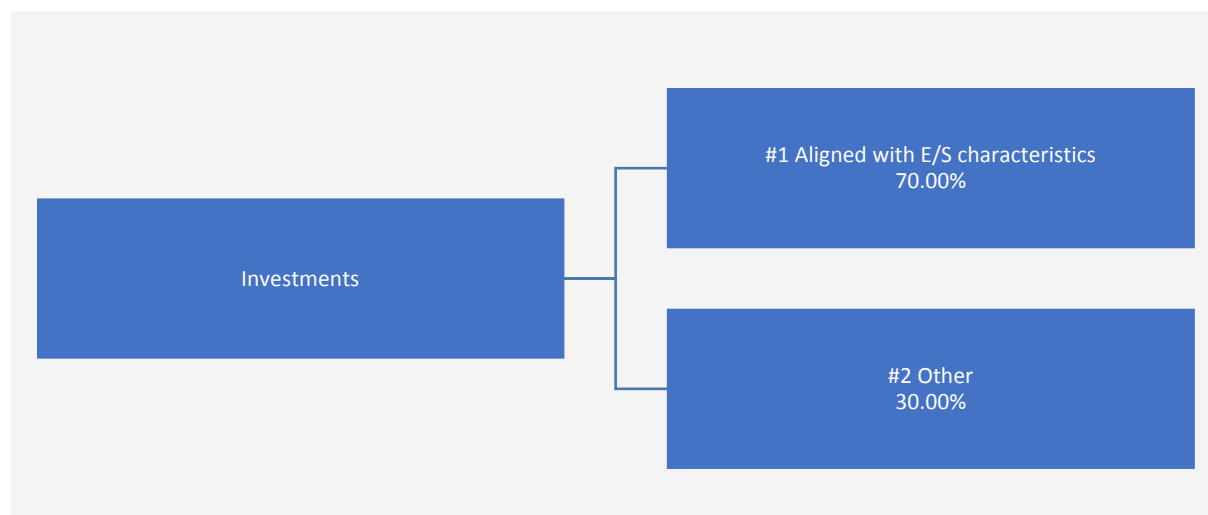 Investments
#1 Aligned with E/S characteristics
70.00%
#2 Other
30.00%